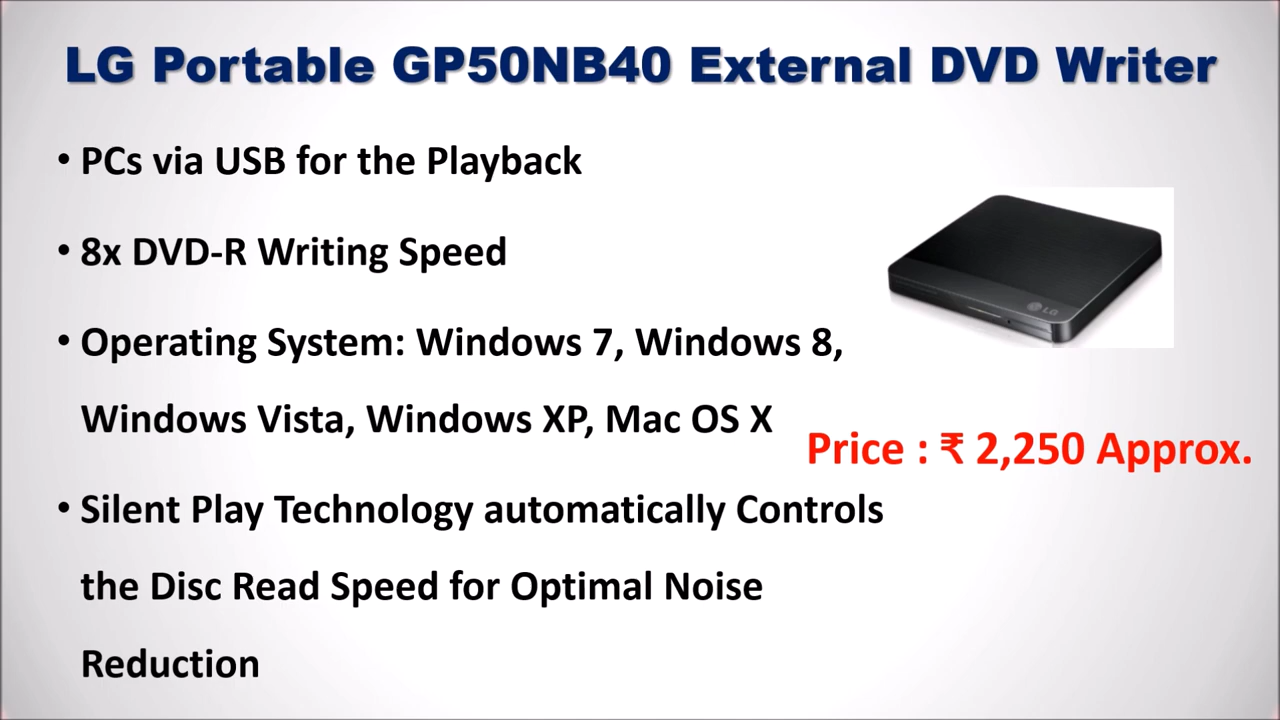 LG Portable GP50NB40 External DVD Writer
• PCs via USB for the Playback
• 8x DVD-R Writing Speed
• Operating System: Windows 7, Windows 8,
Windows Vista, Windows XP, Mac OS X
LG
Price : ₹ 2,250 Approx.
• Silent Play Technology automatically Controls
the Disc Read Speed for Optimal Noise
Reduction